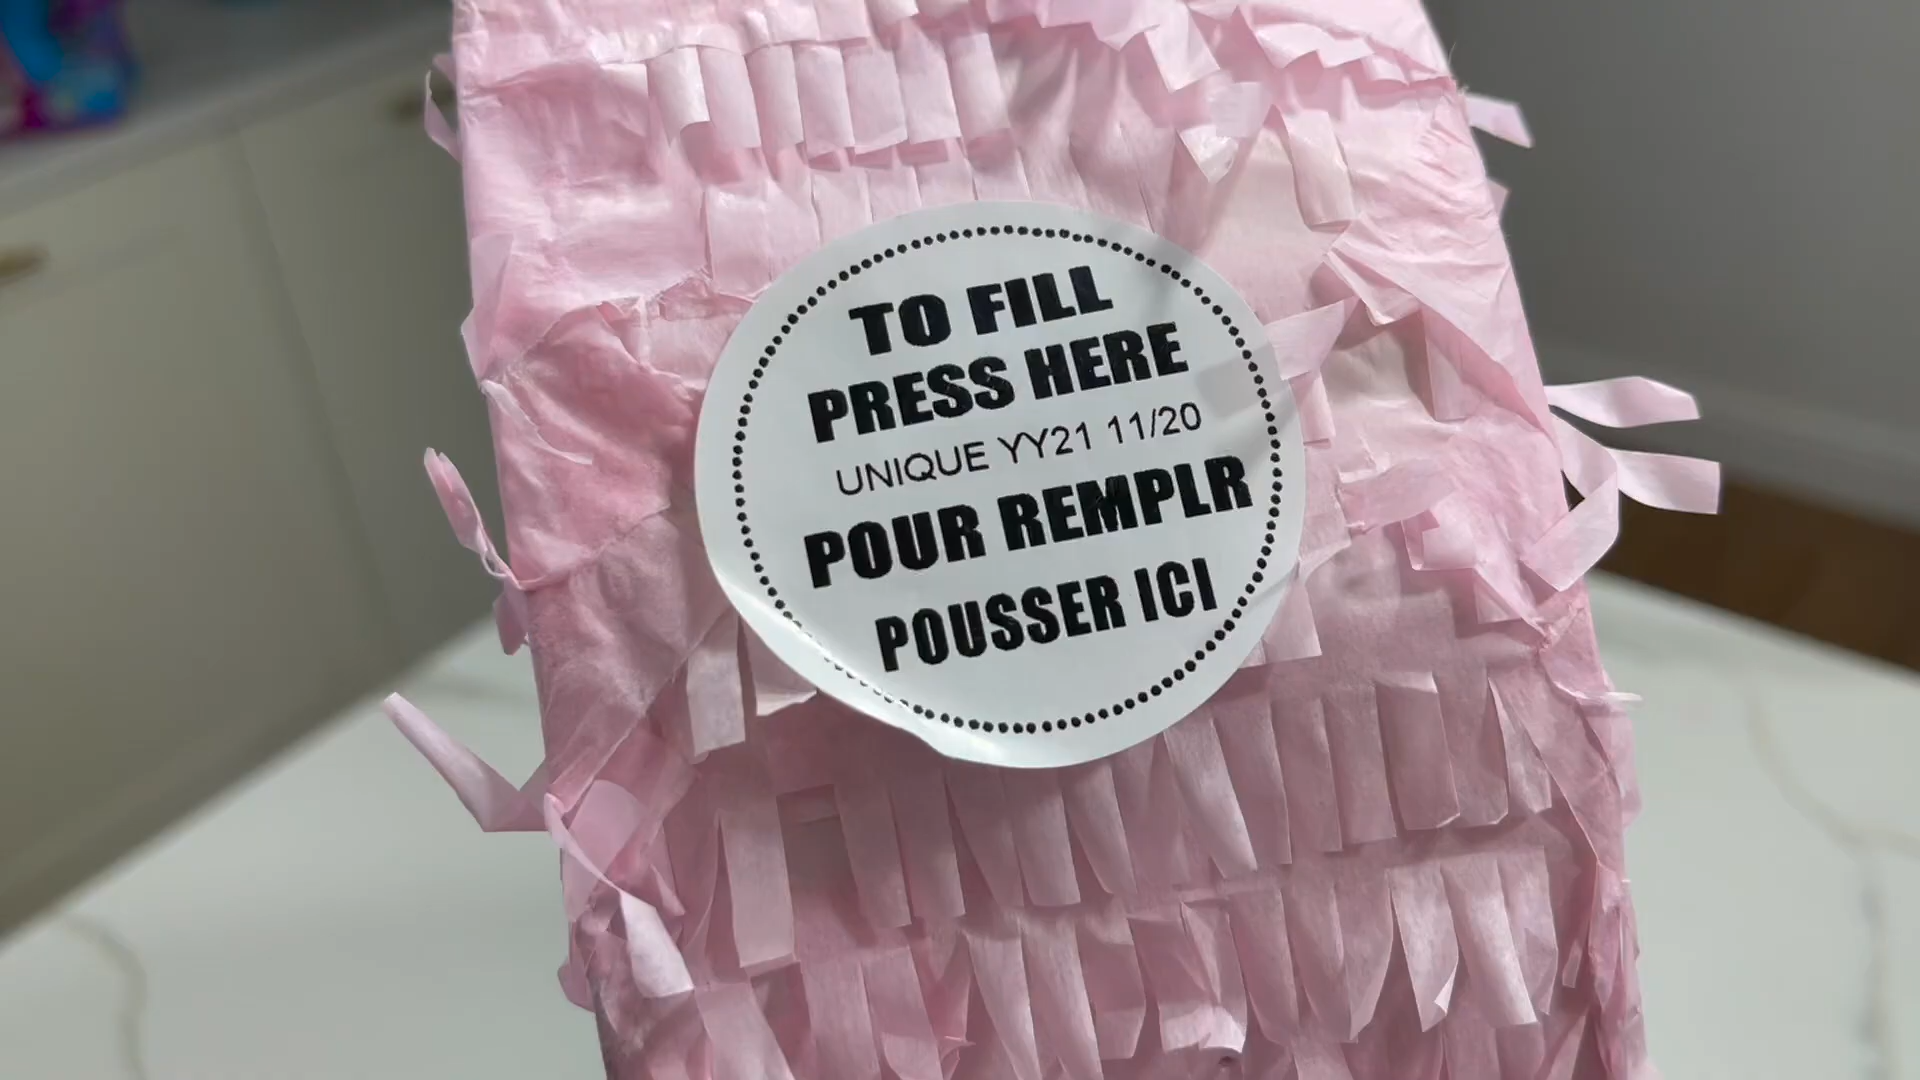 TO FILL
PRESS HERE
UNIQUE YY21 11/20
POUR REMPLR
POUSSER ICI